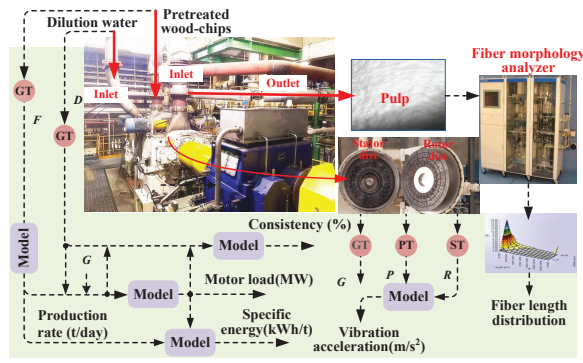 Dilution water
Pretreated
wood-chips
Fiber morphology
analyzer
Inlet
Inlet
Outlet
Pulp
GT
F
D
GT
Stator
disc
Rotor
disc
Model
G
Consistency (%)
Model
GT
PT
ST
G
P
R
Model
Motor load(MW)
Model
Production
rate (t/day)
Specific
energy(kWh/t)
Model
Vibration
acceleration(m/s²)
Fiber length
distribution